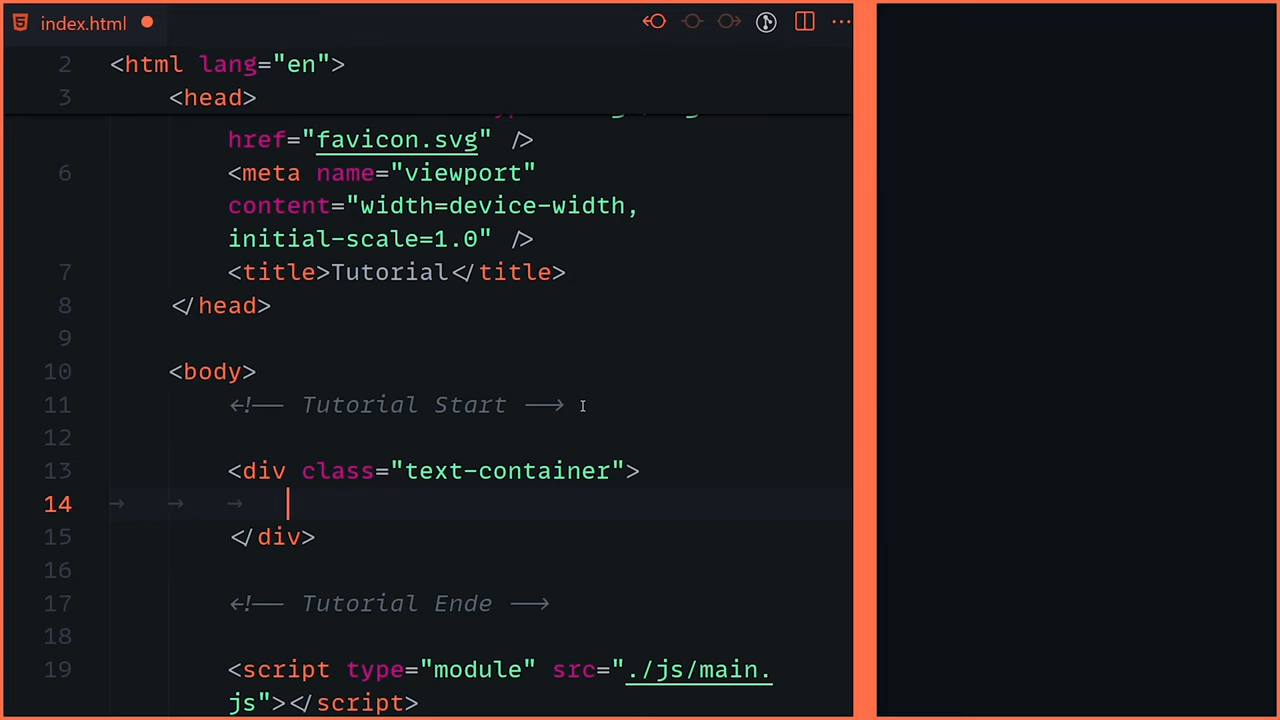 index.html
2 <html lang="en">
3 <head>
href="favicon.svg" />
6 <meta name="viewport"
content="width=device-width,
initial-scale=1.0" />
7 <title>Tutorial</title>
8 </head>
9
10 <body>
11 <!-- Tutorial Start -->
12
13 <div class="text-container">
14
15 </div>
16
17 <!-- Tutorial Ende -->
18
19 <script type="module" src="./js/main.
js"></script>